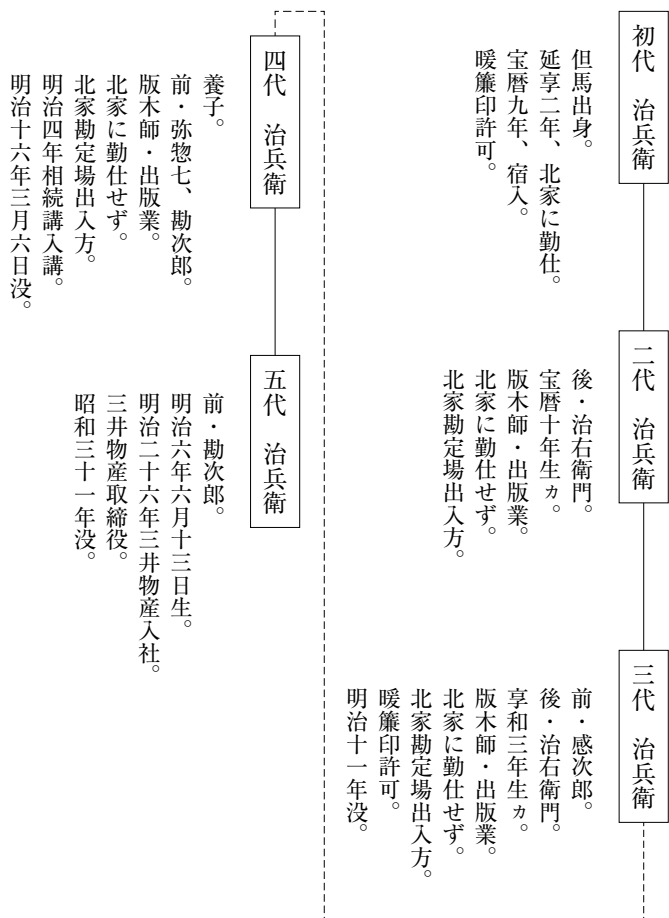 初代　治兵衛
但馬出身。
延享二年、北家に勤仕。
宝暦九年、宿入。
暖簾印許可。
二代　治兵衛
後・治右衛門。
宝暦十年生ヵ。
版木師・出版業。
北家に勤仕せず。
北家勘定場出入方。
三代　治兵衛
前・感次郎。
後・治右衛門。
享和三年生ヵ。
版木師・出版業。
北家に勤仕せず。
北家勘定場出入方。
暖簾印許可。
明治十一年没。
四代　治兵衛
養子。
前・弥惣七、勘次郎。
版木師・出版業。
北家に勤仕せず。
北家勘定場出入方。
明治四年相続講入講。
明治十六年三月六日没。
五代　治兵衛
前・勘次郎。
明治六年六月十三日生。
明治二十六年三井物産入社。
三井物産取締役。
昭和三十一年没。